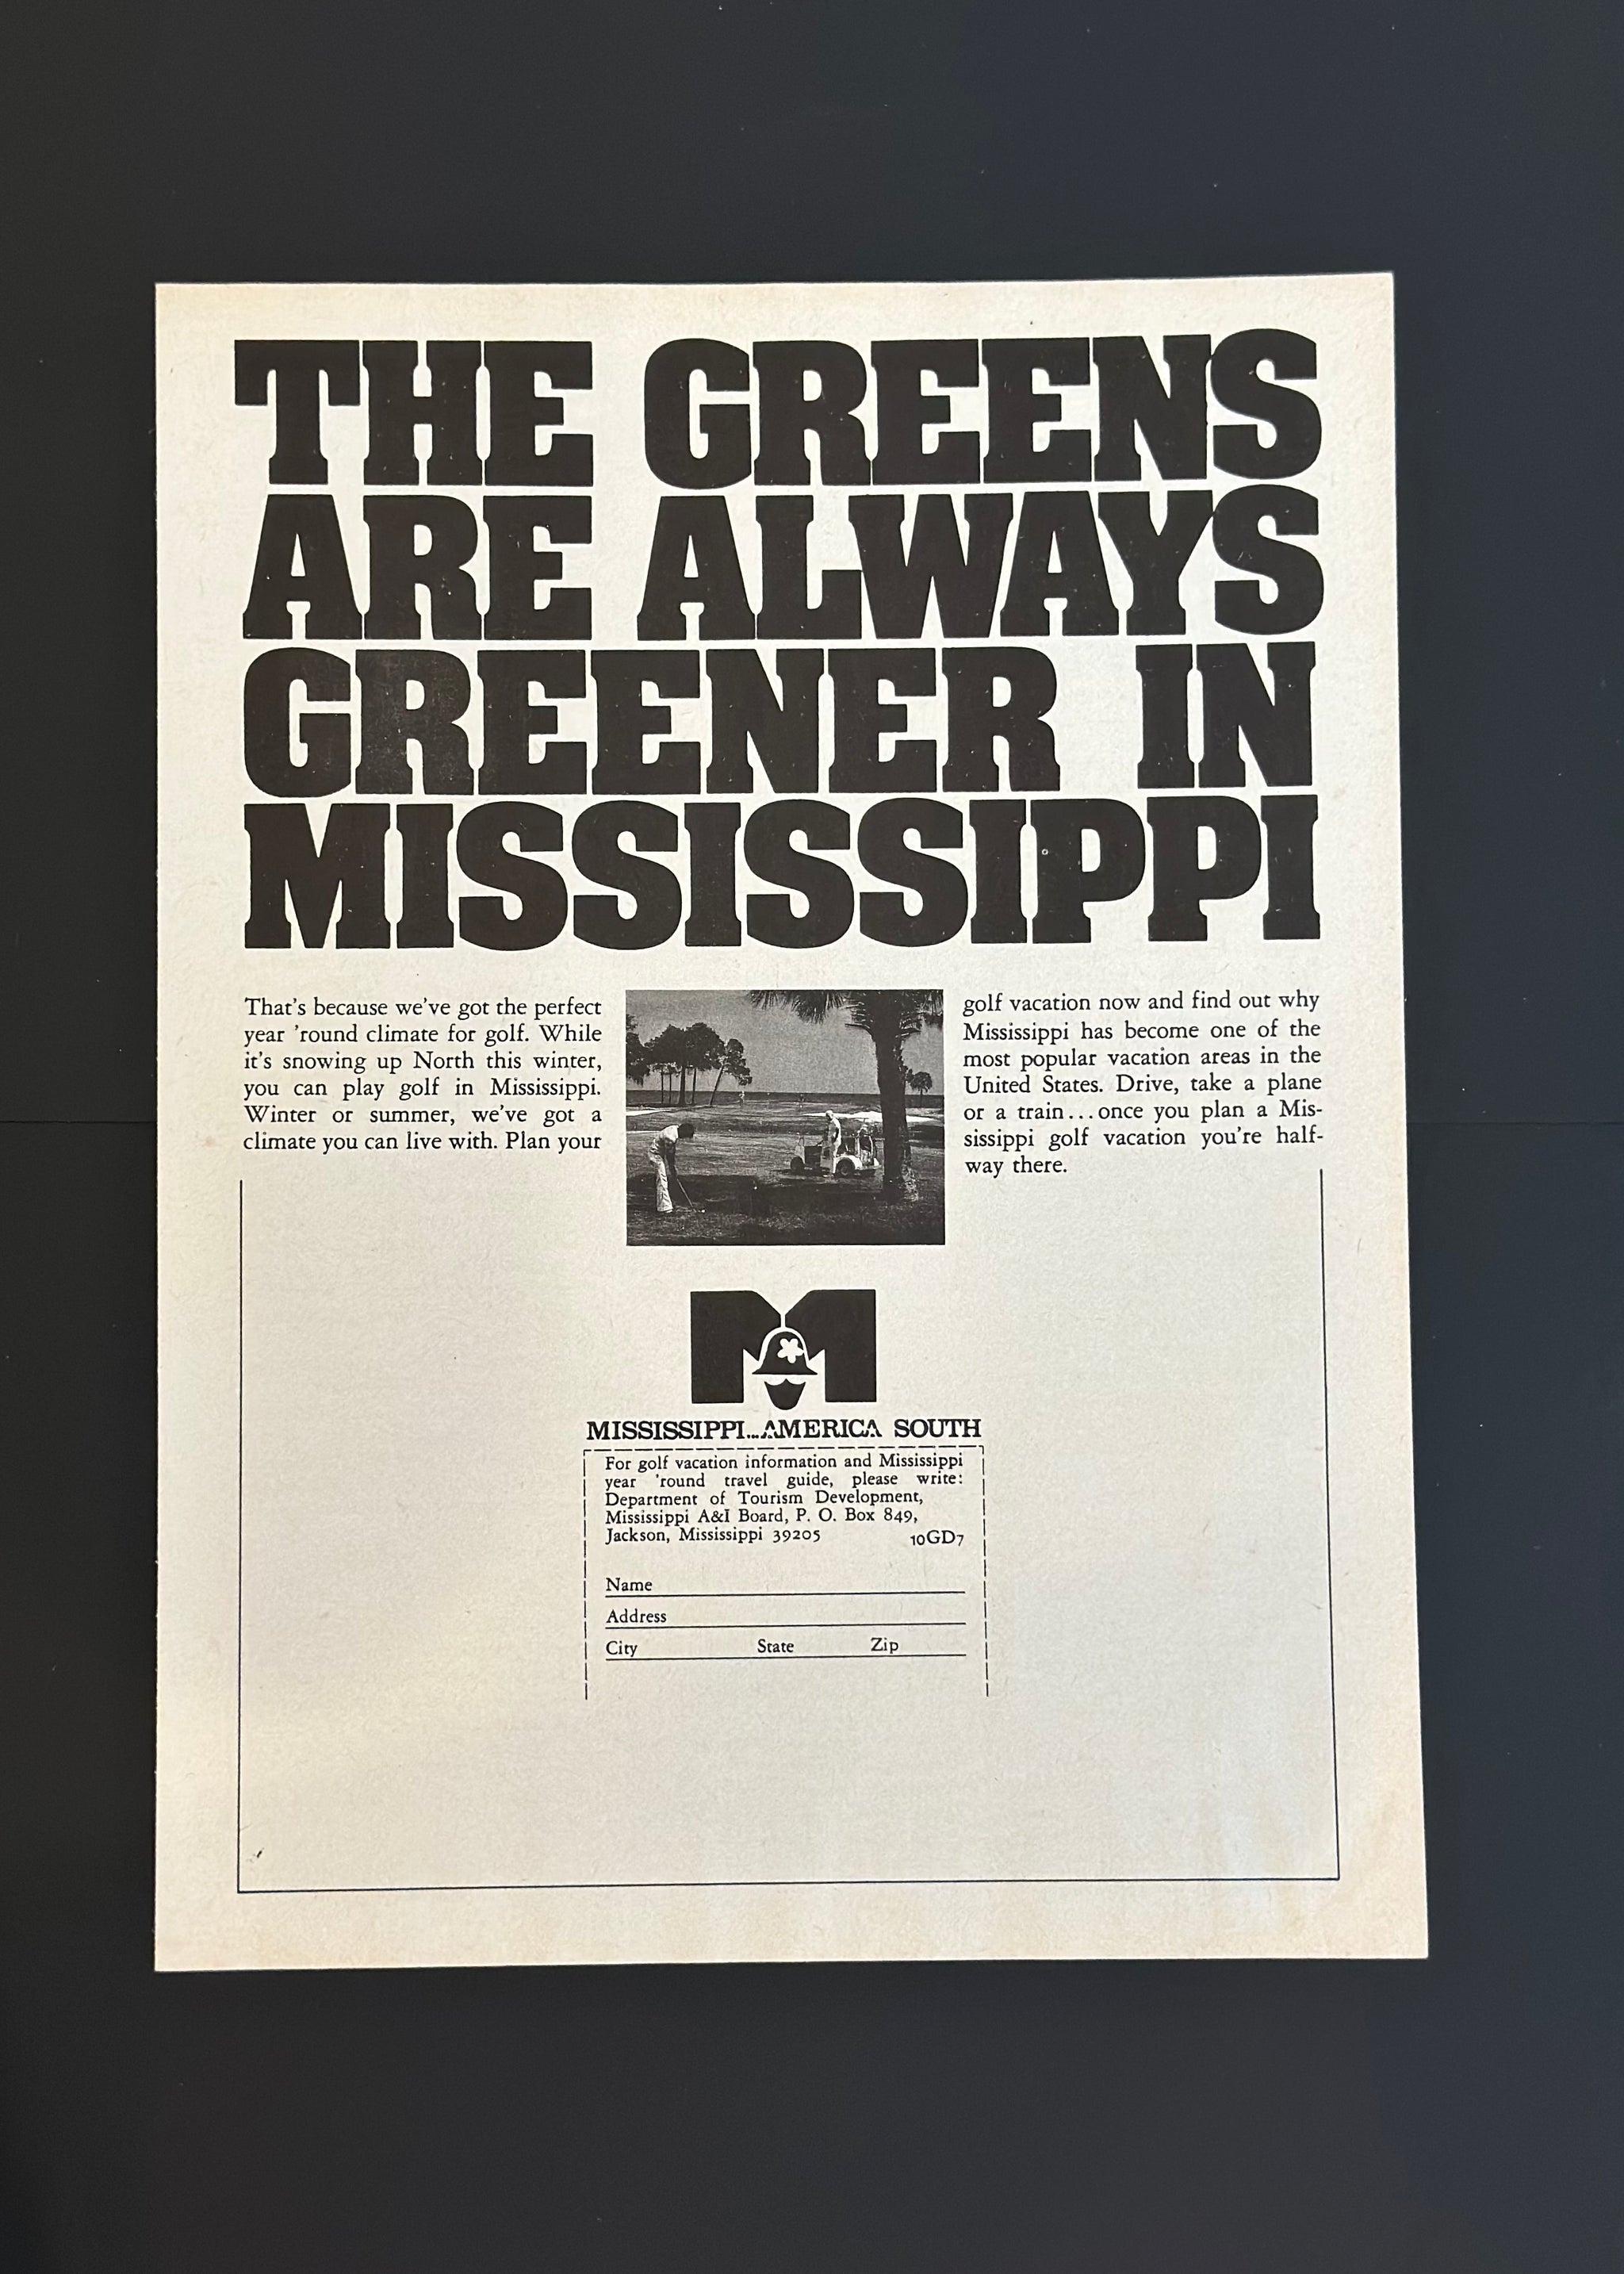 THE GREENS
ARE ALWAYS
GREENER IN
MISSISSIPPI
That's because we've got the perfect
year 'round climate for golf. While
it's snowing up North this winter,
you can play golf in Mississippi.
Winter or summer, we've got a
climate you can live with. Plan your
golf vacation now and find out why
Mississippi has become one of the
most popular vacation areas in the
United States. Drive, take a plane
or a train...once you plan a Mis-
sissippi golf vacation you're half-
way there.
M
MISSISSIPPI...AMERICA SOUTH
For golf vacation information and Mississippi
year 'round travel guide, please write:
Department of Tourism Development,
Mississippi A&I Board, P. O. Box 849,
Jackson, Mississippi 39205 10GD7
Name
Address
City State Zip